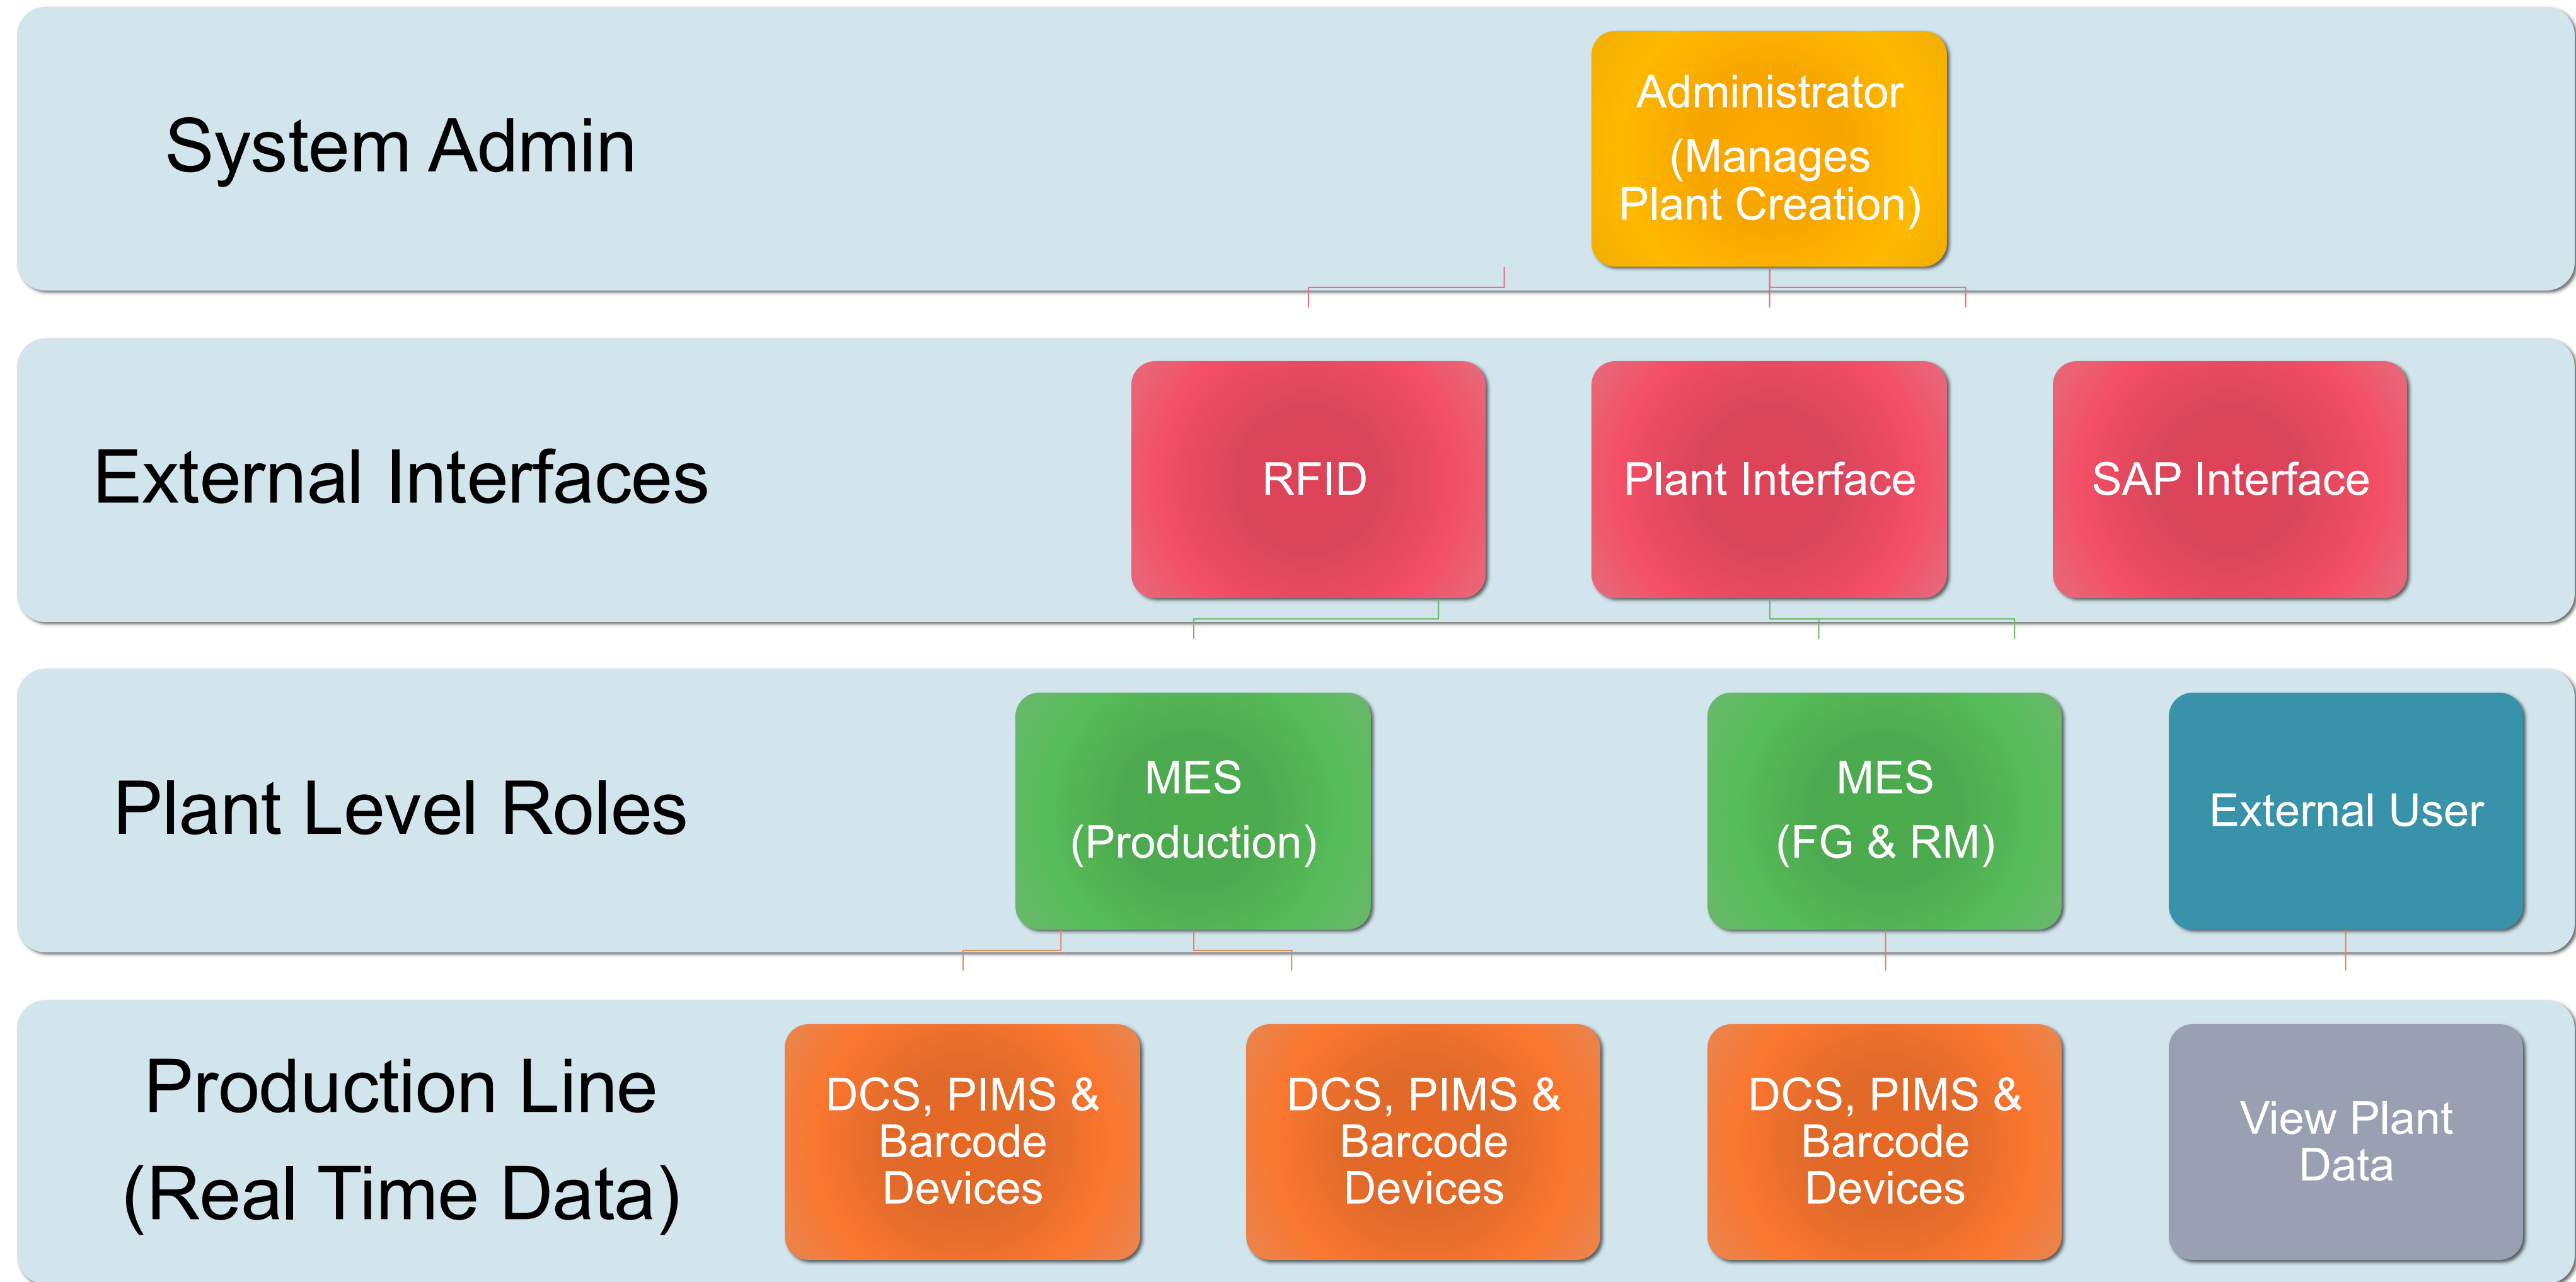 System Admin
Administrator
(Manages
Plant Creation)
External Interfaces
RFID
Plant Interface
SAP Interface
Plant Level Roles
MES
(Production)
MES
(FG & RM)
External User
Production Line
(Real Time Data)
DCS, PIMS &
Barcode
Devices
DCS, PIMS &
Barcode
Devices
DCS, PIMS &
Barcode
Devices
View Plant
Data